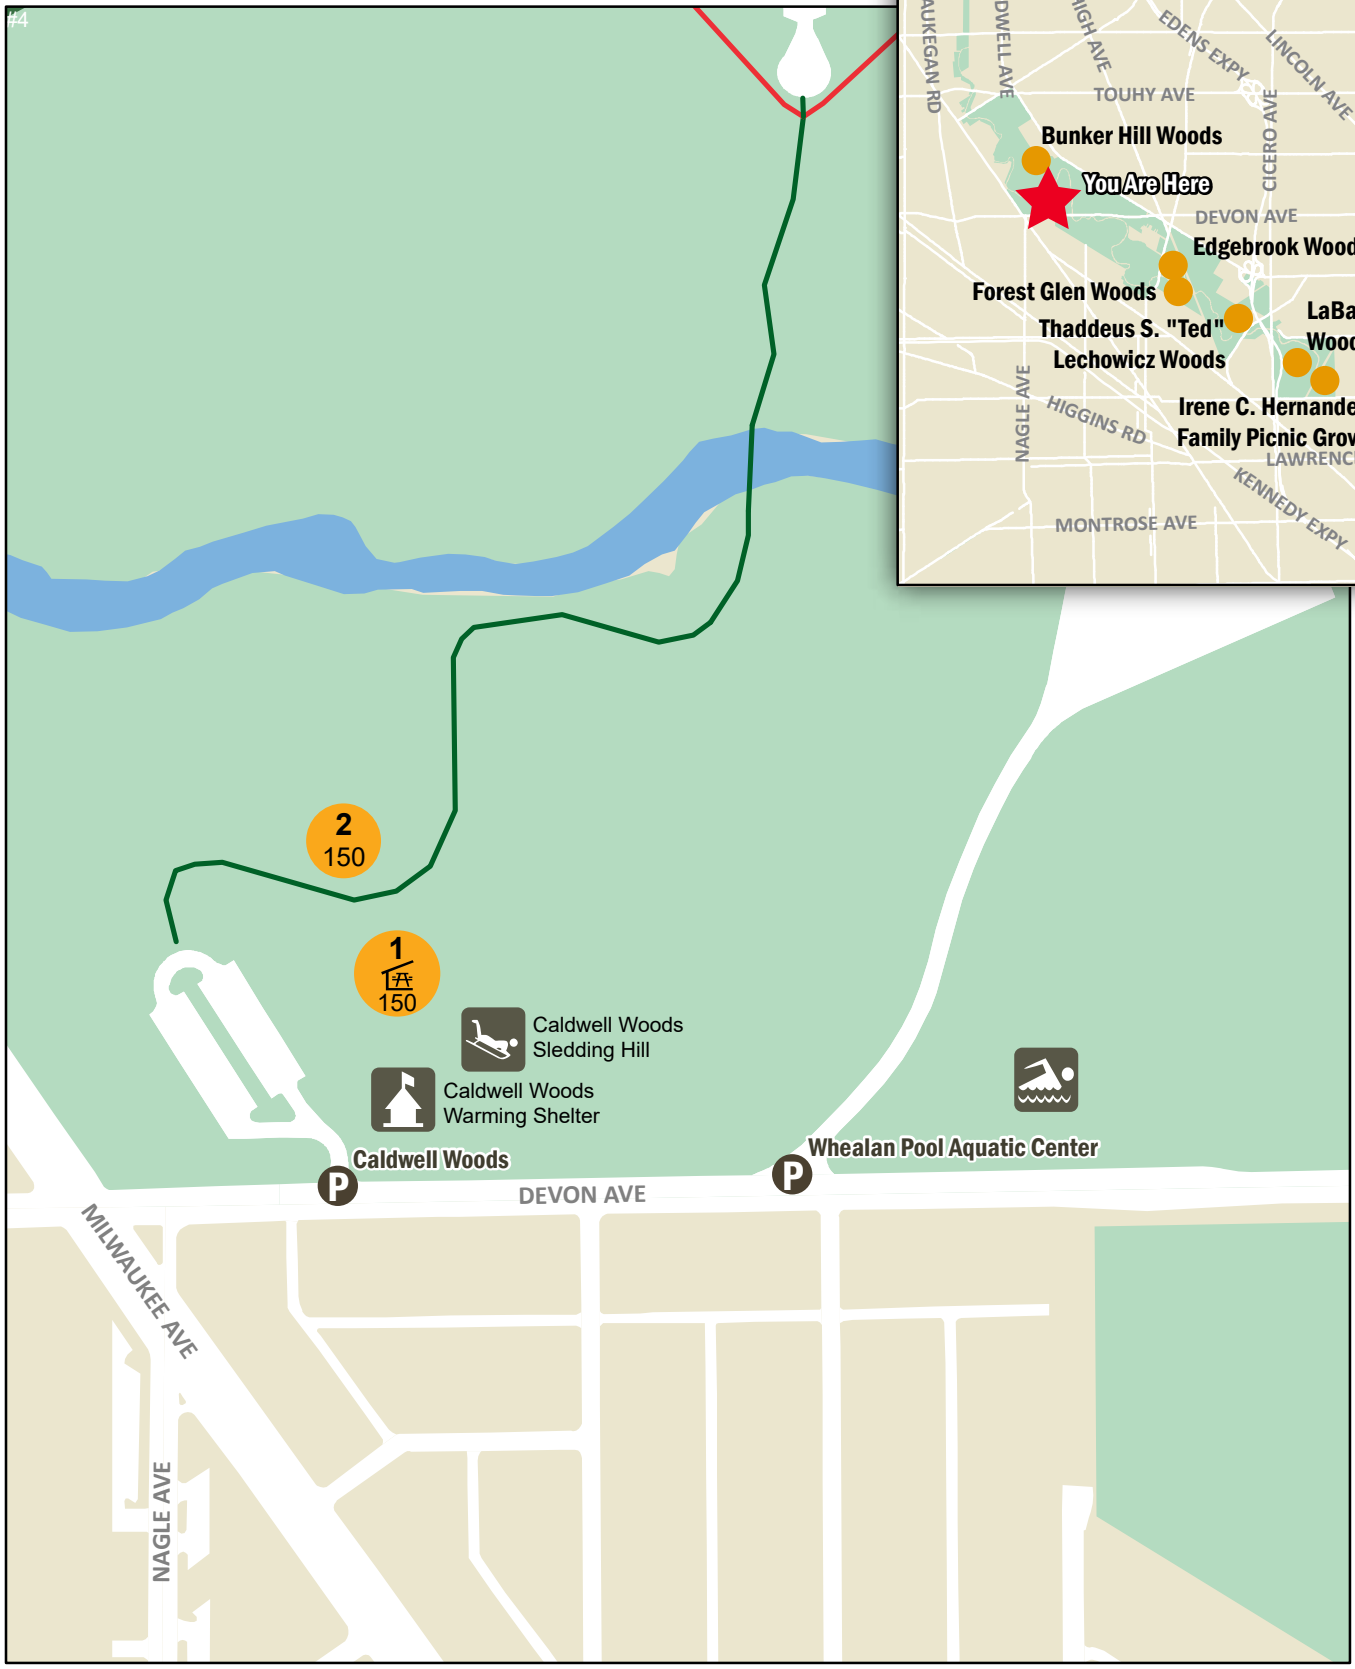 #4
AUKEGAN RD
DWELL AVE
HIGH AVE
EDENS EXPY
LINCOLN AVE
TOUHY AVE
CICERO AVE
Bunker Hill Woods
You Are Here
DEVON AVE
Edgebrook Wood
Forest Glen Woods
Thaddeus S. "Ted"
Lechowicz Woods
LaBa
Wood
NAGLE AVE
HIGGINS RD
Irene C. Hernande
Family Picnic Grov
LAWRENC
KENNEDY EXPY
MONTROSE AVE
2
150
1
150
Caldwell Woods
Sledding Hill
Caldwell Woods
Warming Shelter
Caldwell Woods
P
Whealan Pool Aquatic Center
P
DEVON AVE
MILWAUKEE AVE
NAGLE AVE